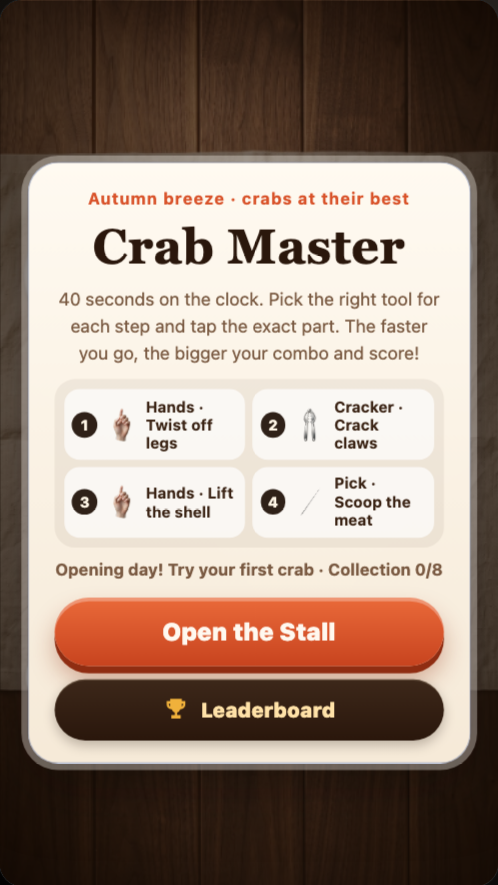 Autumn breeze · crabs at their best
Crab Master
40 seconds on the clock. Pick the right tool for
each step and tap the exact part. The faster
you go, the bigger your combo and score!
1
Hands ·
Twist off
legs
2
Cracker ·
Crack
claws
3
Hands · Lift
the shell
4
Pick ·
Scoop the
meat
Opening day! Try your first crab · Collection 0/8
Open the Stall
Leaderboard